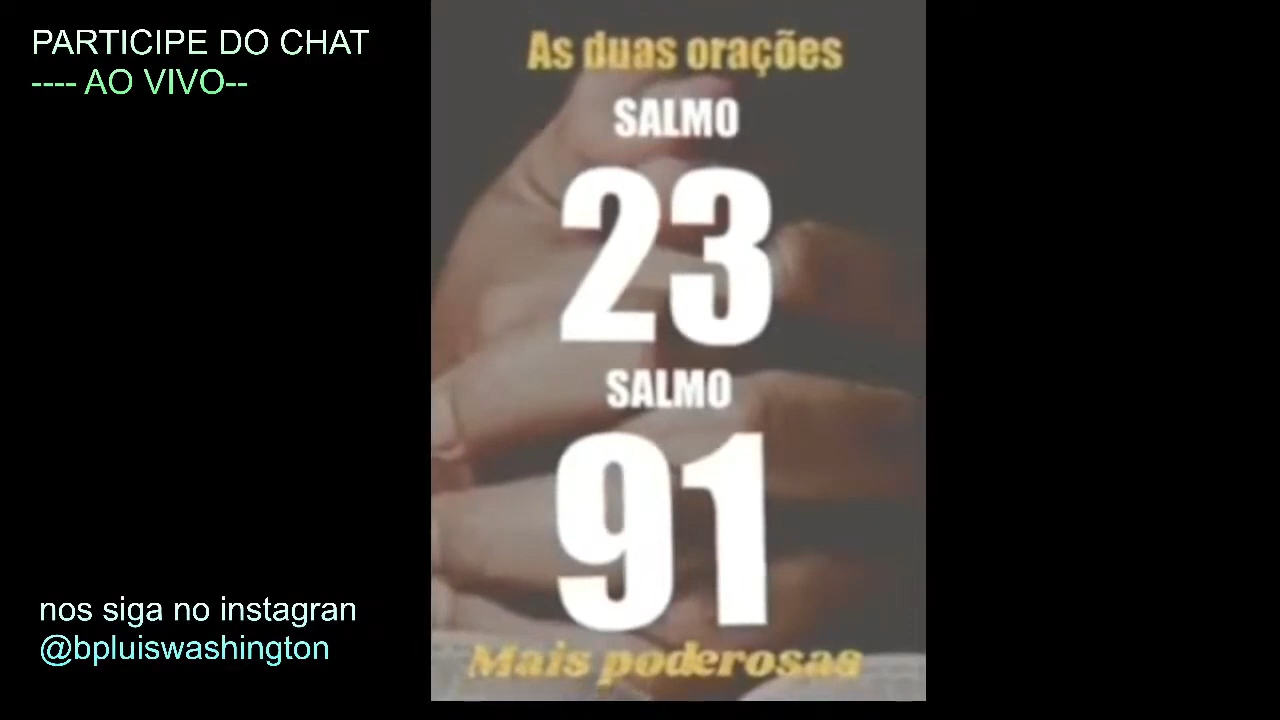 PARTICIPE DO CHAT
---- AO VIVO--
As duas orações
SALMO
23
SALMO
91
Mais poderosas
nos siga no instagran
@bpluiswashington